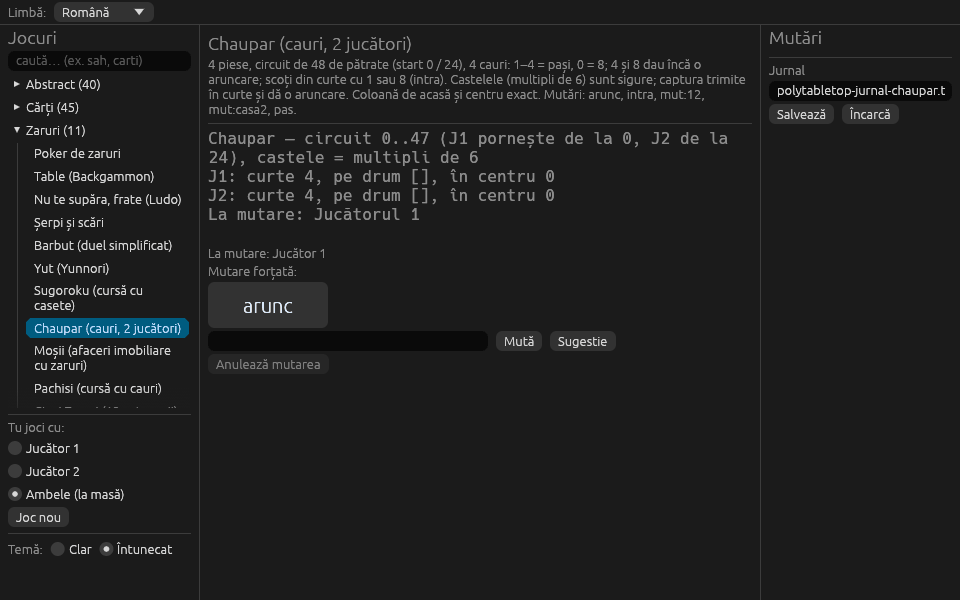 Limbă: Română
Jocuri
caută... (ex. sah, carti)
Abstract (40)
Cărți (45)
Zaruri (11)
Poker de zaruri
Table (Backgammon)
Nu te supăra, frate (Ludo)
Șerpi și scări
Barbut (duel simplificat)
Yut (Yunnori)
Sugoroku (cursă cu
casete)
Chaupar (cauri, 2 jucători)
Moșii (afaceri imobiliare
cu zaruri)
Pachisi (cursă cu cauri)
Tu joci cu:
Jucător 1
Jucător 2
Ambele (la masă)
Joc nou
Temă: Clar Întunecat
Chaupar (cauri, 2 jucători)
4 piese, circuit de 48 de pătrate (start 0 / 24), 4 cauri: 1–4 = pași, 0 = 8; 4 și 8 dau încă o
aruncare; scoți din curte cu 1 sau 8 (intra). Castelele (multipli de 6) sunt sigure; captura trimite
în curte și dă o aruncare. Coloană de acasă și centru exact. Mutări: arunc, intra, mut:12,
mut:casa2, pas.
Chaupar — circuit 0..47 (J1 pornește de la 0, J2 de la
24), castele = multipli de 6
J1: curte 4, pe drum [], în centru 0
J2: curte 4, pe drum [], în centru 0
La mutare: Jucătorul 1
La mutare: Jucător 1
Mutare forțată:
arunc
Mută Sugestie
Anulează mutarea
Mutări
Jurnal
polytabletop-jurnal-chaupar.t
Salvează Încarcă